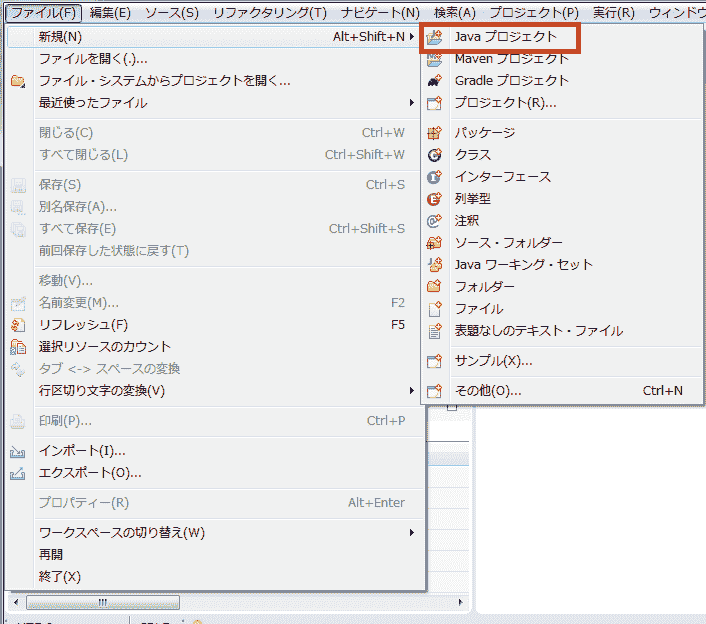 ファイル(F) 編集(E) ソース(S) リファクタリング(T) ナビゲート(N) 検索(A) プロジェクト(P) 実行(R) ウィンドウ
新規(N) Alt+Shift+N
ファイルを開く(.)...
ファイル・システムからプロジェクトを開く...
最近使ったファイル
閉じる(C) Ctrl+W
すべて閉じる(L) Ctrl+Shift+W
保存(S) Ctrl+S
別名保存(A)...
すべて保存(E) Ctrl+Shift+S
前回保存した状態に戻す(T)
移動(V)...
名前変更(M)... F2
リフレッシュ(F) F5
選択リソースのカウント
タブ <-> スペースの変換
行区切り文字の変換(V)
印刷(P)... Ctrl+P
インポート(I)...
エクスポート(O)...
プロパティー(R) Alt+Enter
ワークスペースの切り替え(W)
再開
終了(X)
Java プロジェクト
Maven プロジェクト
Gradle プロジェクト
プロジェクト(R)...
パッケージ
クラス
インターフェース
列挙型
注釈
ソース・フォルダー
Java ワーキング・セット
フォルダー
ファイル
表題なしのテキスト・ファイル
サンプル(X)...
その他(O)... Ctrl+N